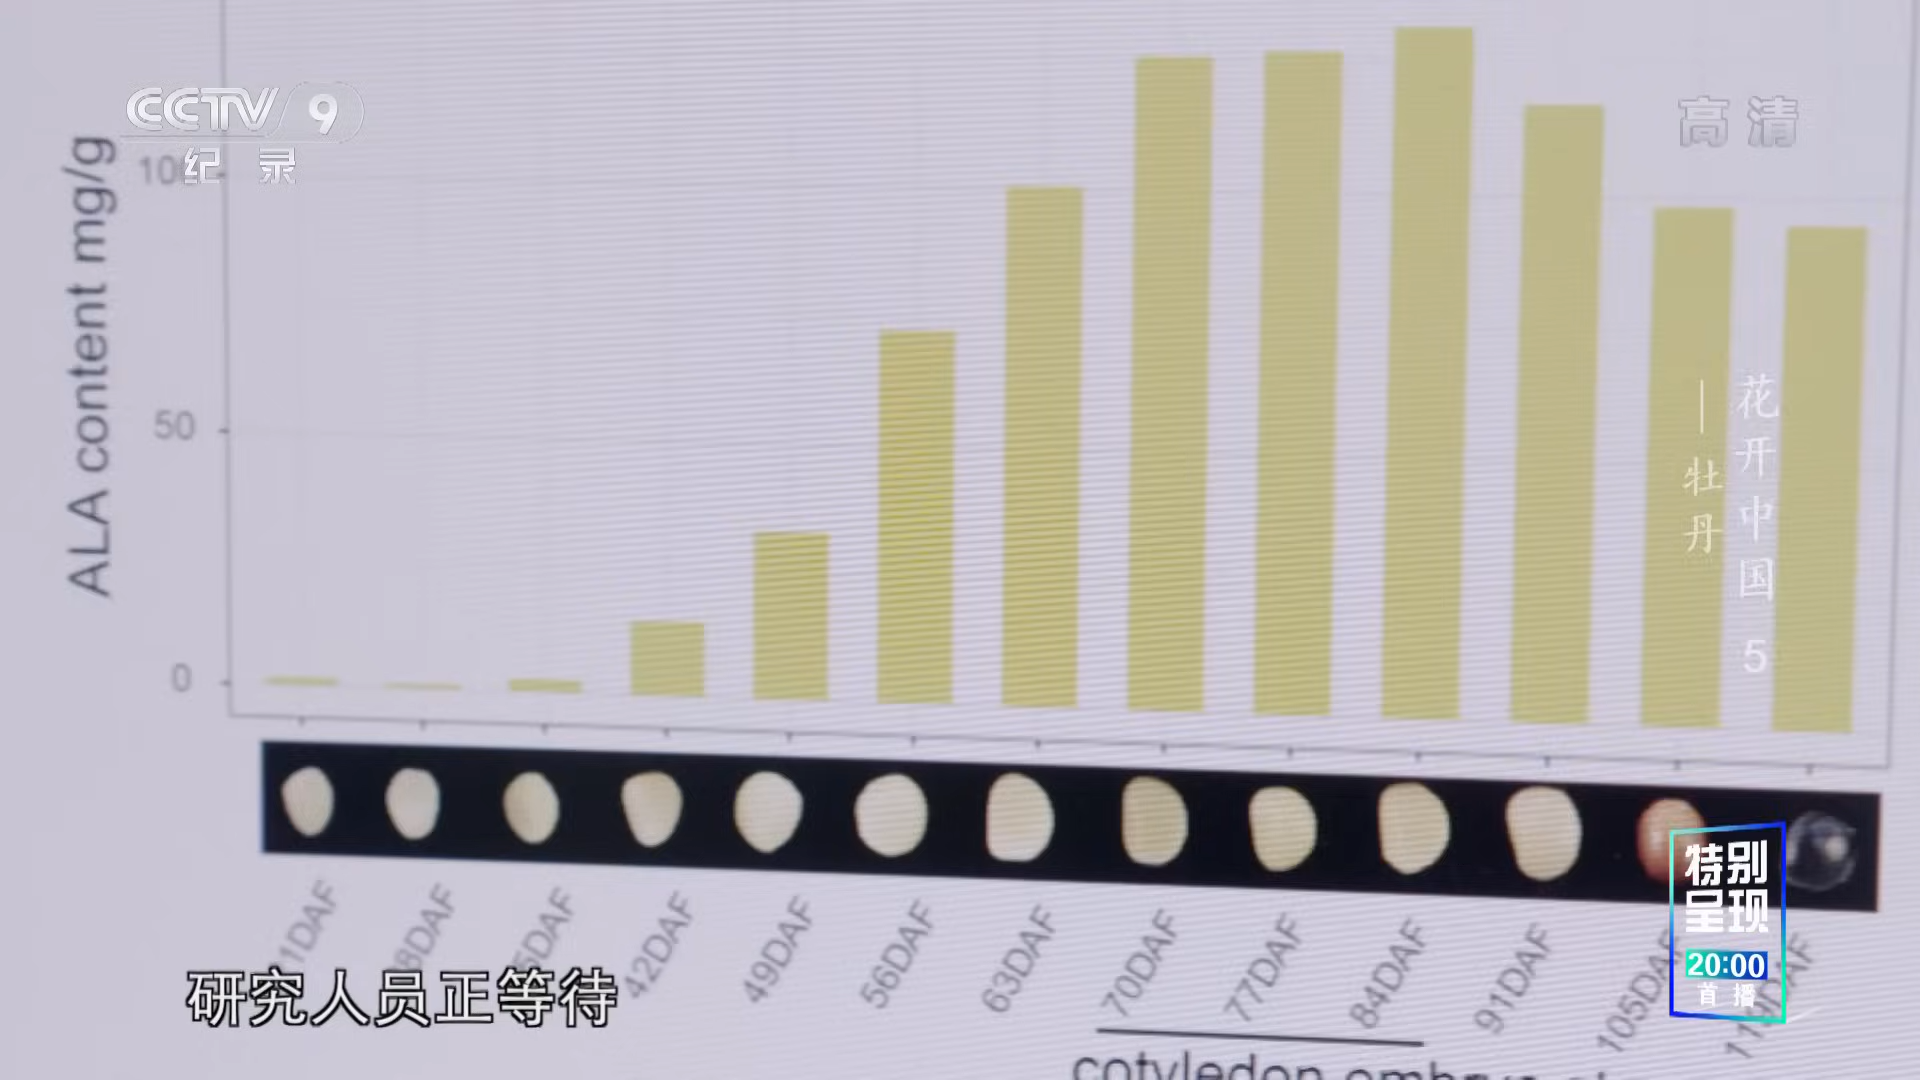 CCTV 9
纪录
高清
ALA content mg/g
50
0
花开中国 5
—牡丹
42DAF
49DAF
56DAF
63DAF
70DAF
77DAF
84DAF
91DAF
特别
呈现
20:00
首播
研究人员正等待
cotyledon